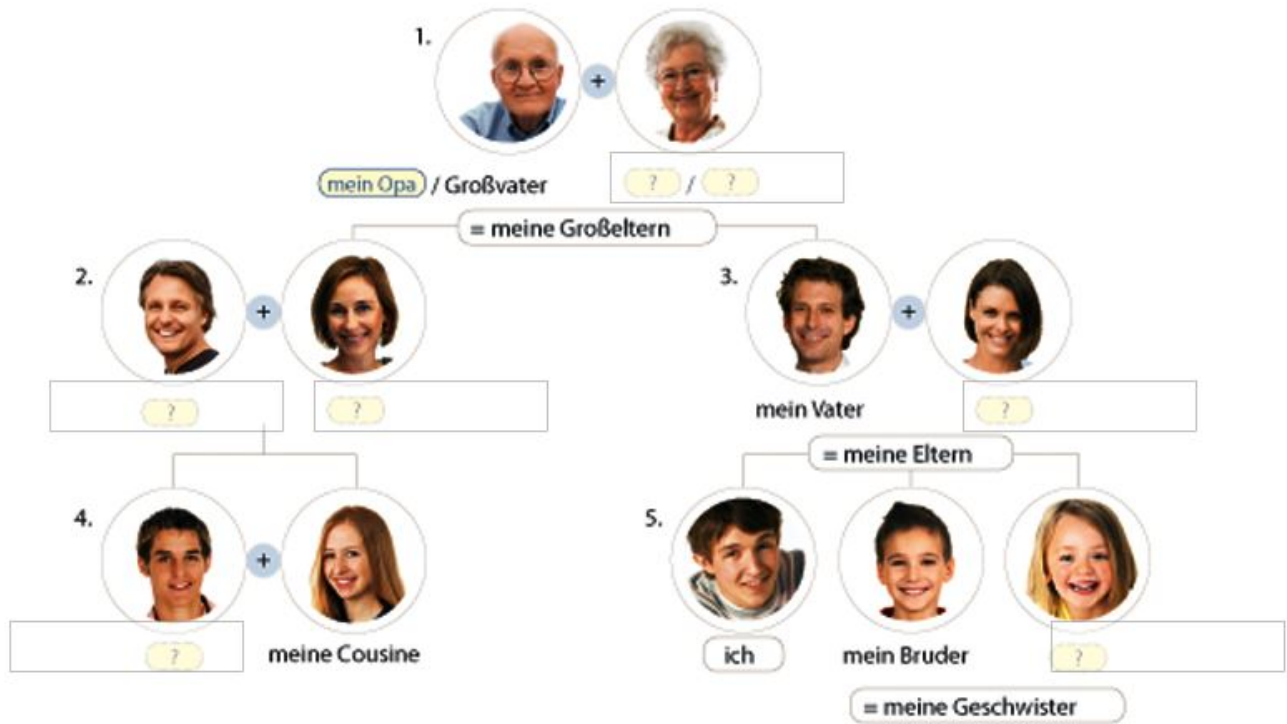 1.
+
mein Opa / Großvater
? / ?
= meine Großeltern
2.
+
3.
+
?
?
mein Vater
?
= meine Eltern
4.
+
5.
?
meine Cousine
ich
mein Bruder
?
= meine Geschwister